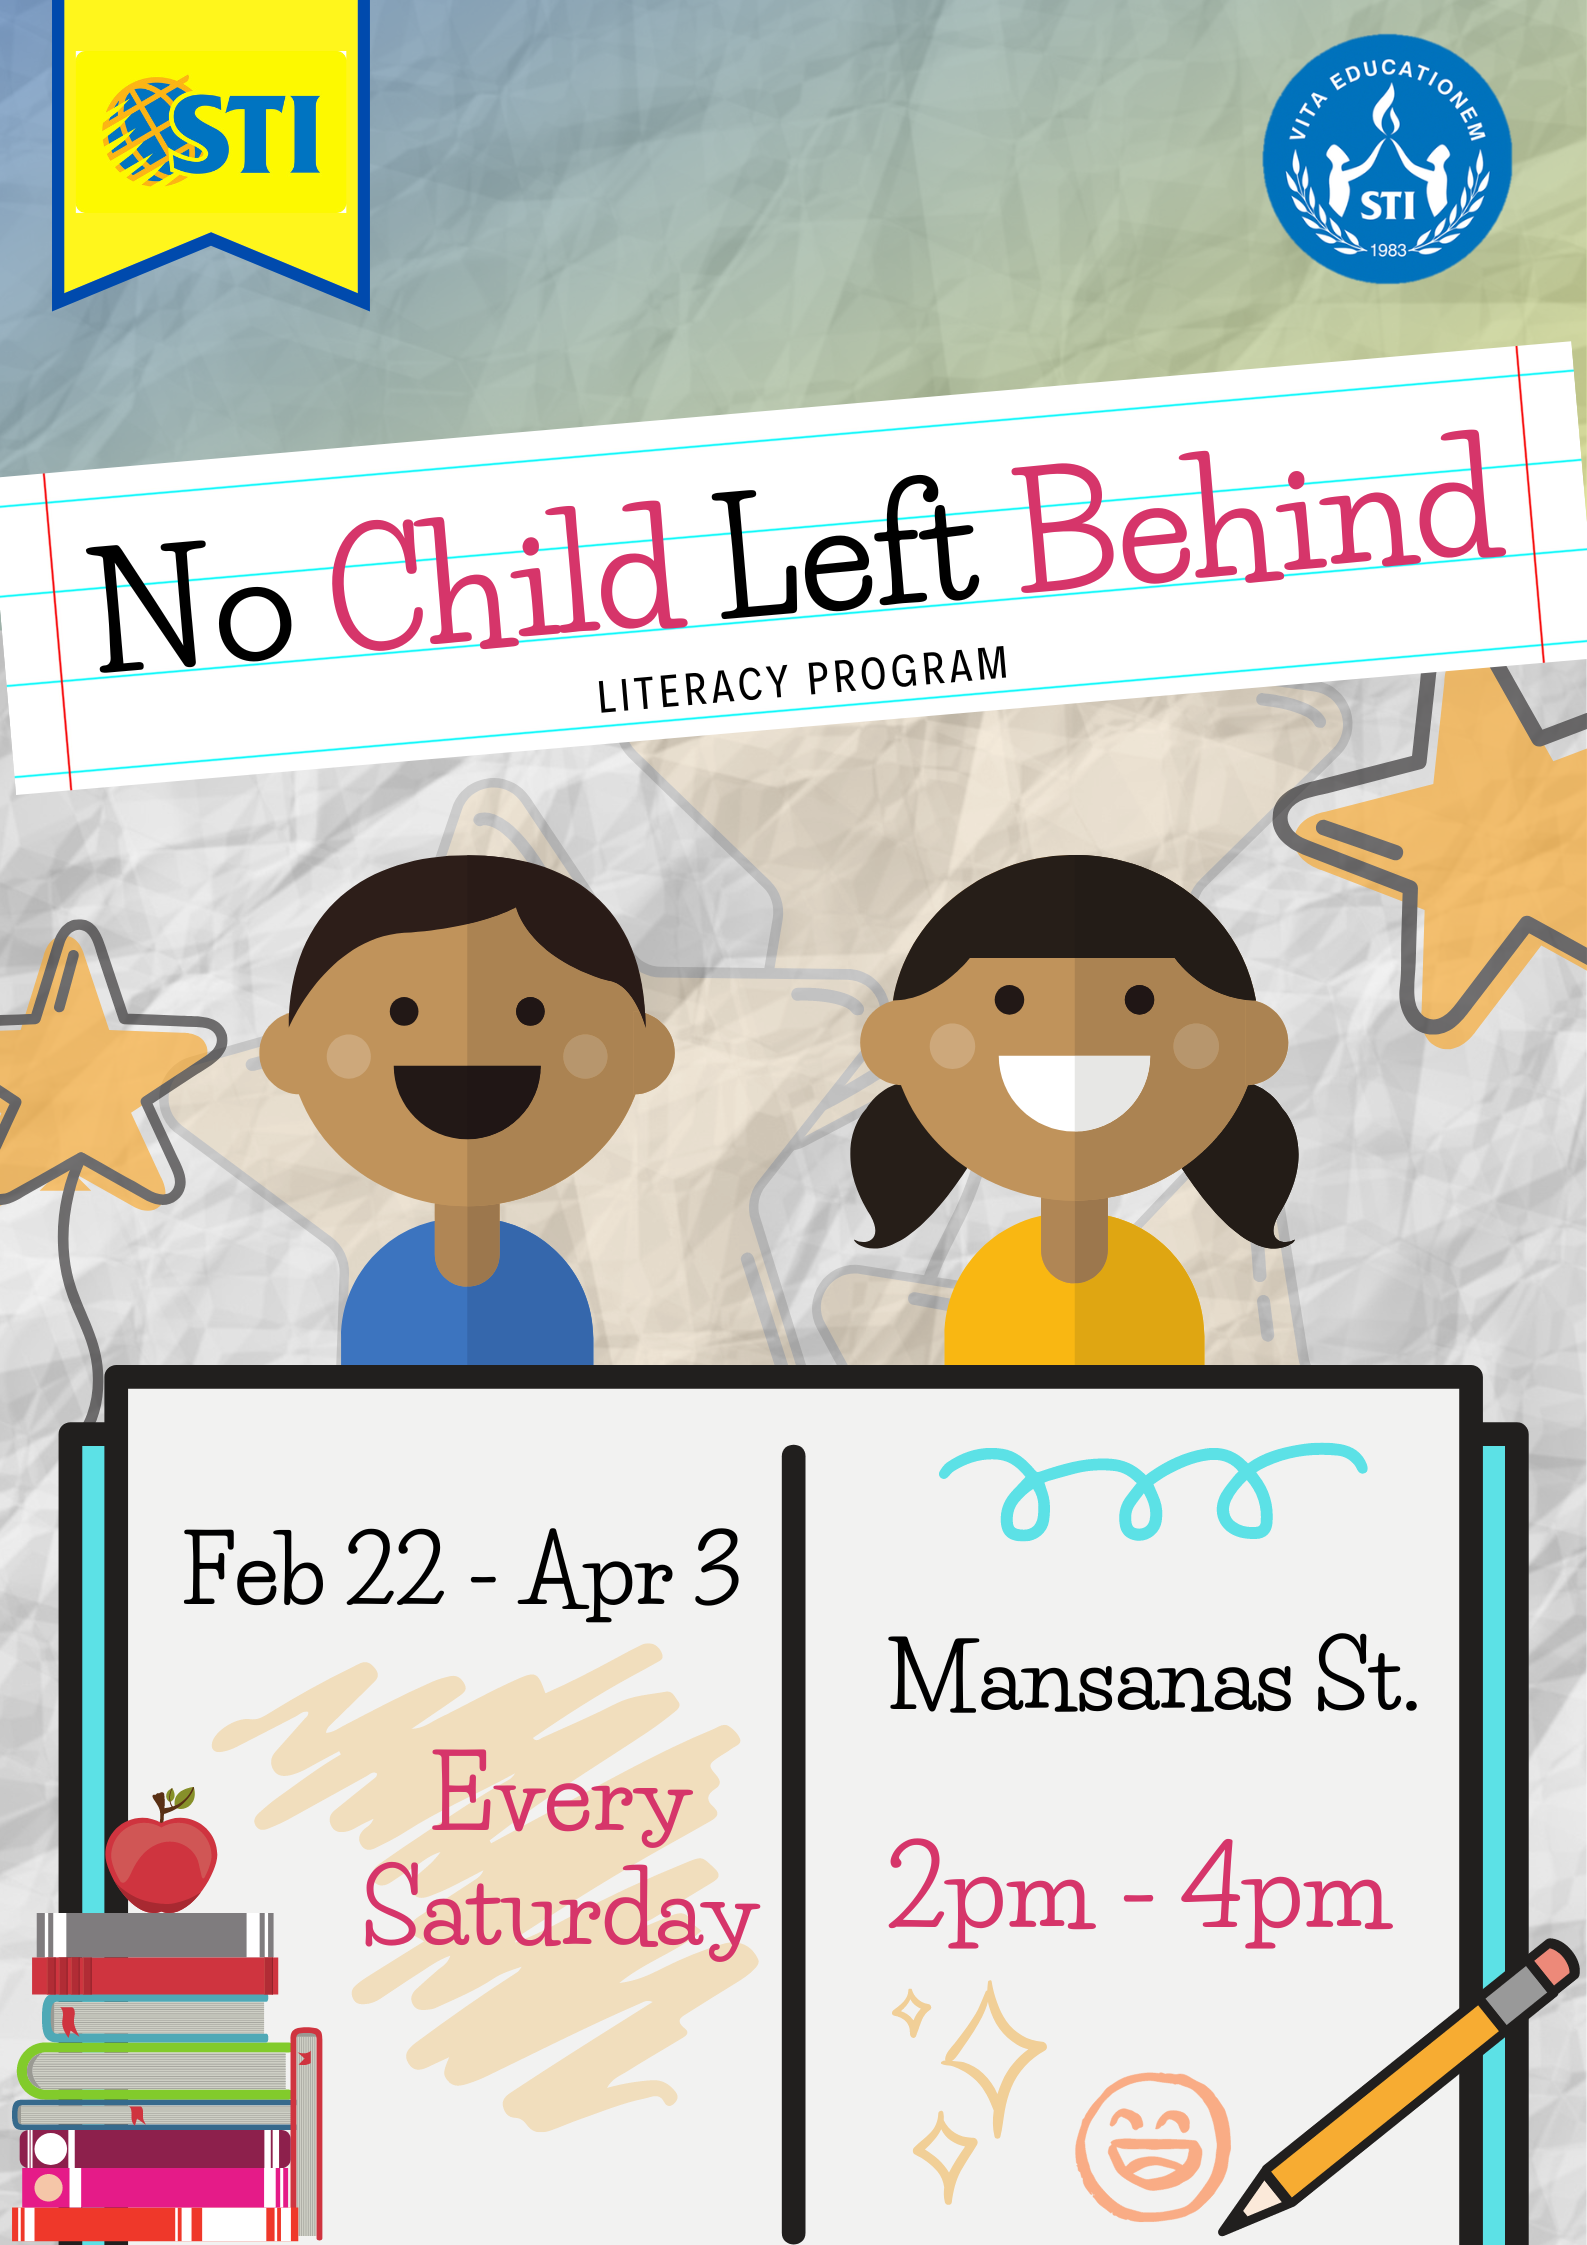 STI
VITA EDUCATIONEM
STI
1983
No Child Left Behind
LITERACY PROGRAM
Feb 22 - Apr 3
Every
Saturday
Mansanas St.
2pm - 4pm